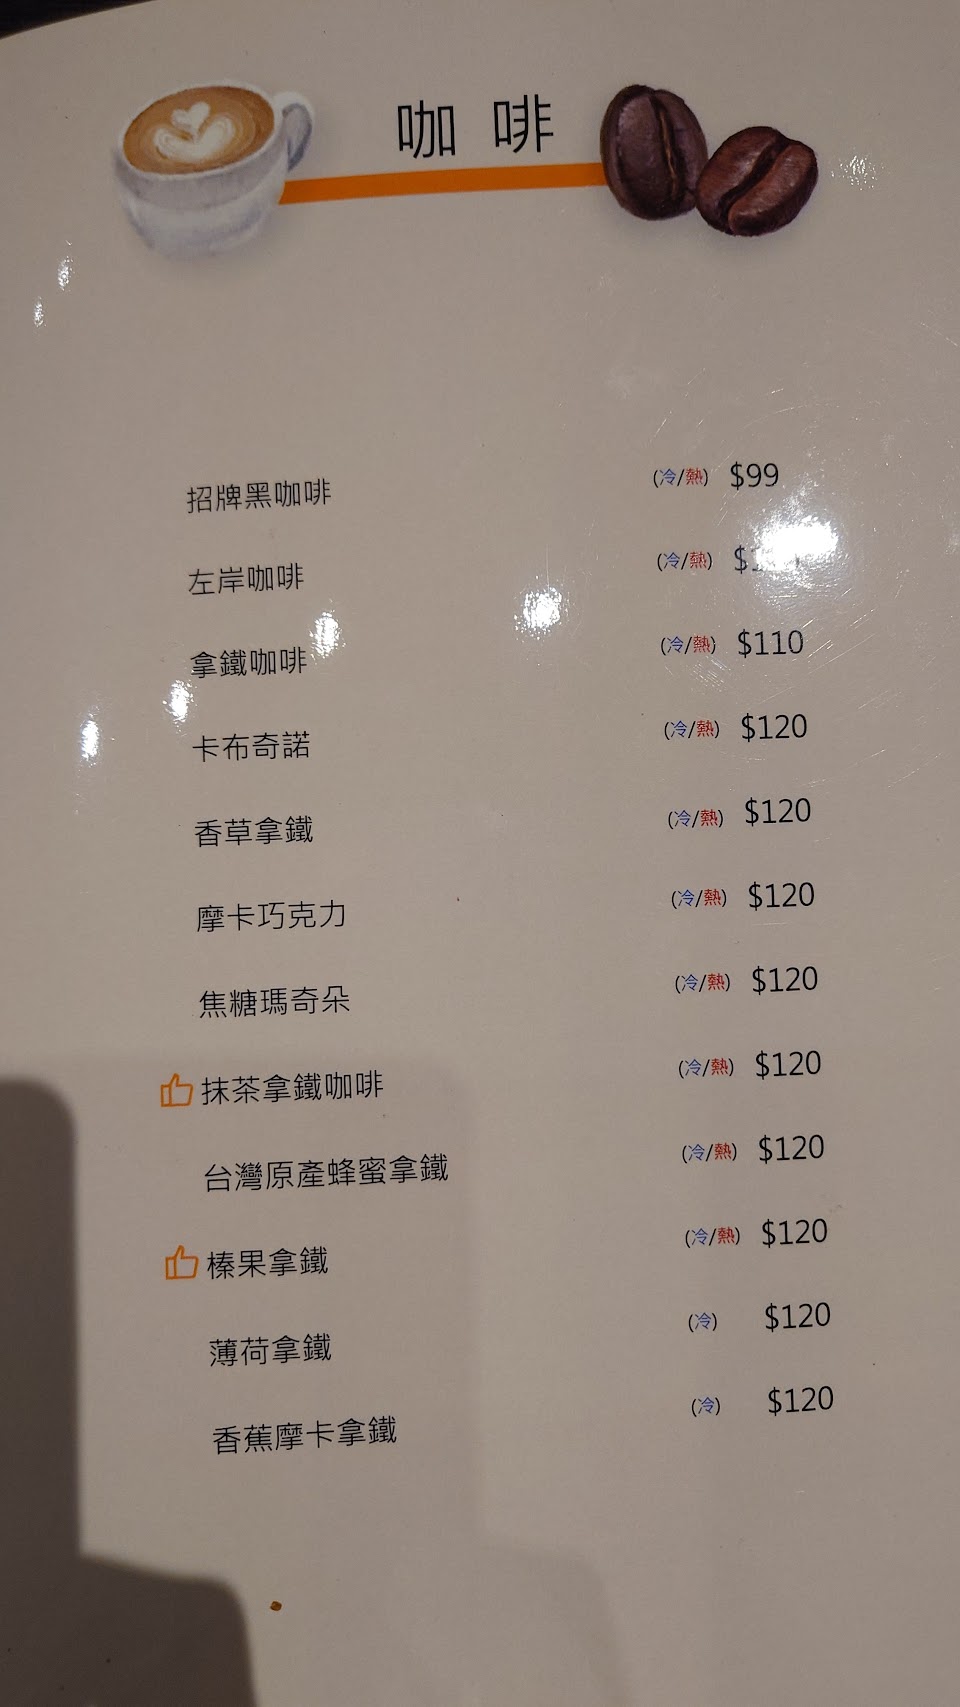 咖啡
招牌黑咖啡 (冷/熱) $99
左岸咖啡 (冷/熱)
拿鐵咖啡 (冷/熱) $110
卡布奇諾 (冷/熱) $120
香草拿鐵 (冷/熱) $120
摩卡巧克力 (冷/熱) $120
焦糖瑪奇朵 (冷/熱) $120
抹茶拿鐵咖啡 (冷/熱) $120
台灣原產蜂蜜拿鐵 (冷/熱) $120
榛果拿鐵 (冷/熱) $120
薄荷拿鐵 (冷) $120
香蕉摩卡拿鐵 (冷) $120